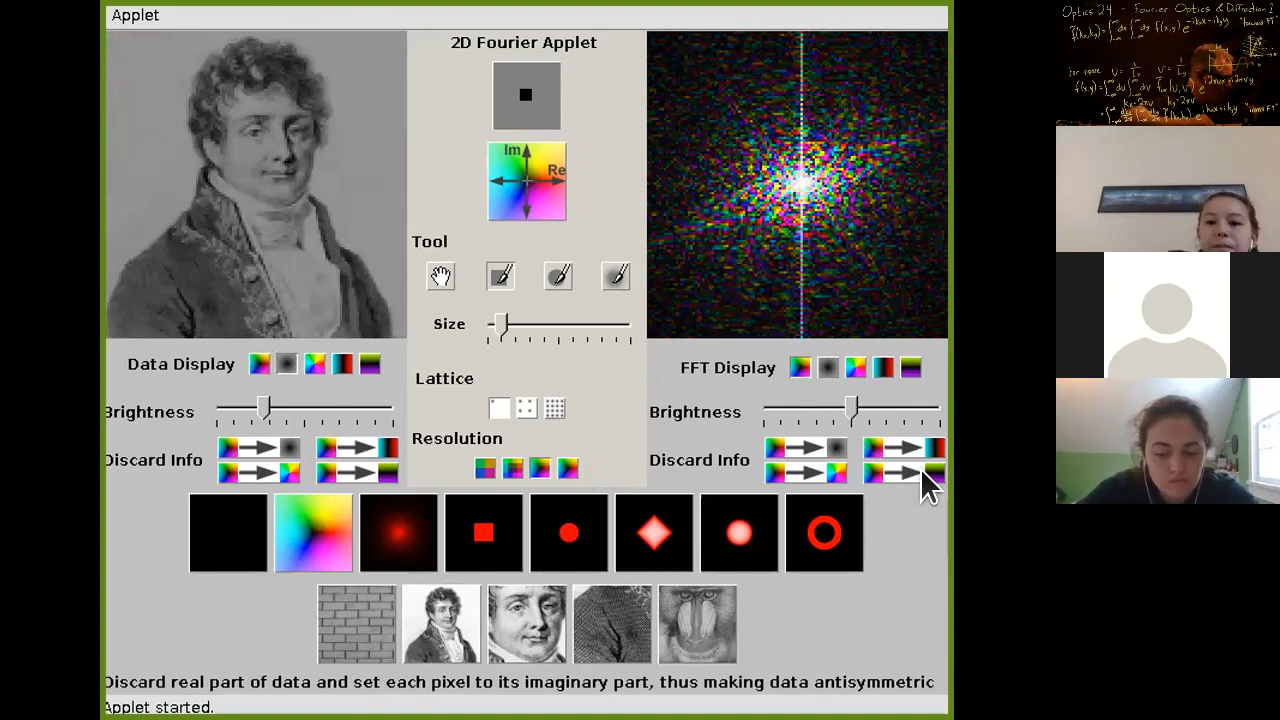 Applet
2D Fourier Applet
Im
Re
Tool
Size
Data Display
FFT Display
Lattice
Brightness
Brightness
Resolution
Discard Info
Discard Info
Discard real part of data and set each pixel to its imaginary part, thus making data antisymmetric
Applet started.
Optics 24 - Fourier Optics & Diffraction I
"forward FT"